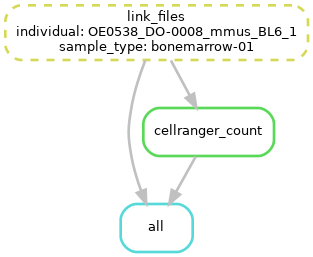 link_files
individual: OE0538_DO-0008_mmus_BL6_1
sample_type: bonemarrow-01
cellranger_count
all